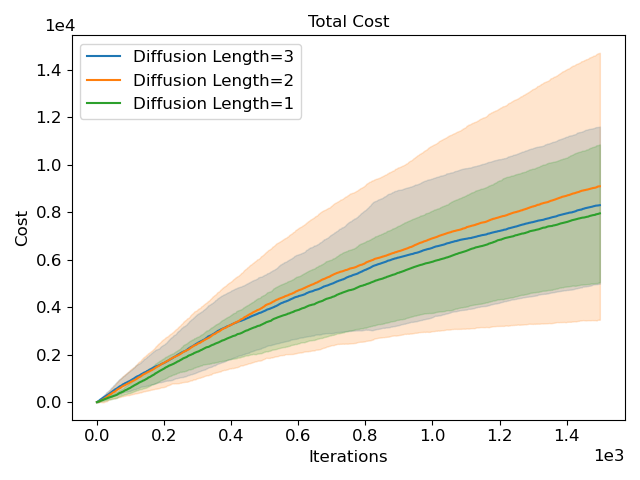 Total Cost
1e4
Diffusion Length=3
Diffusion Length=2
Diffusion Length=1
1.4
1.2
1.0
0.8
0.6
0.4
0.2
0.0
Cost
0.0 0.2 0.4 0.6 0.8 1.0 1.2 1.4
Iterations
1e3